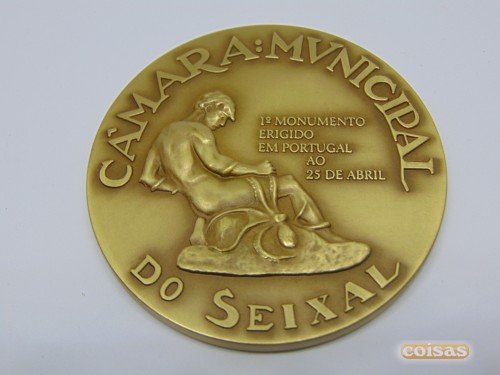 CÂMARA:MVNICIPAL
1º MONUMENTO
ERIGIDO
EM PORTUGAL
AO
25 DE ABRIL
DO SEIXAL
coisas